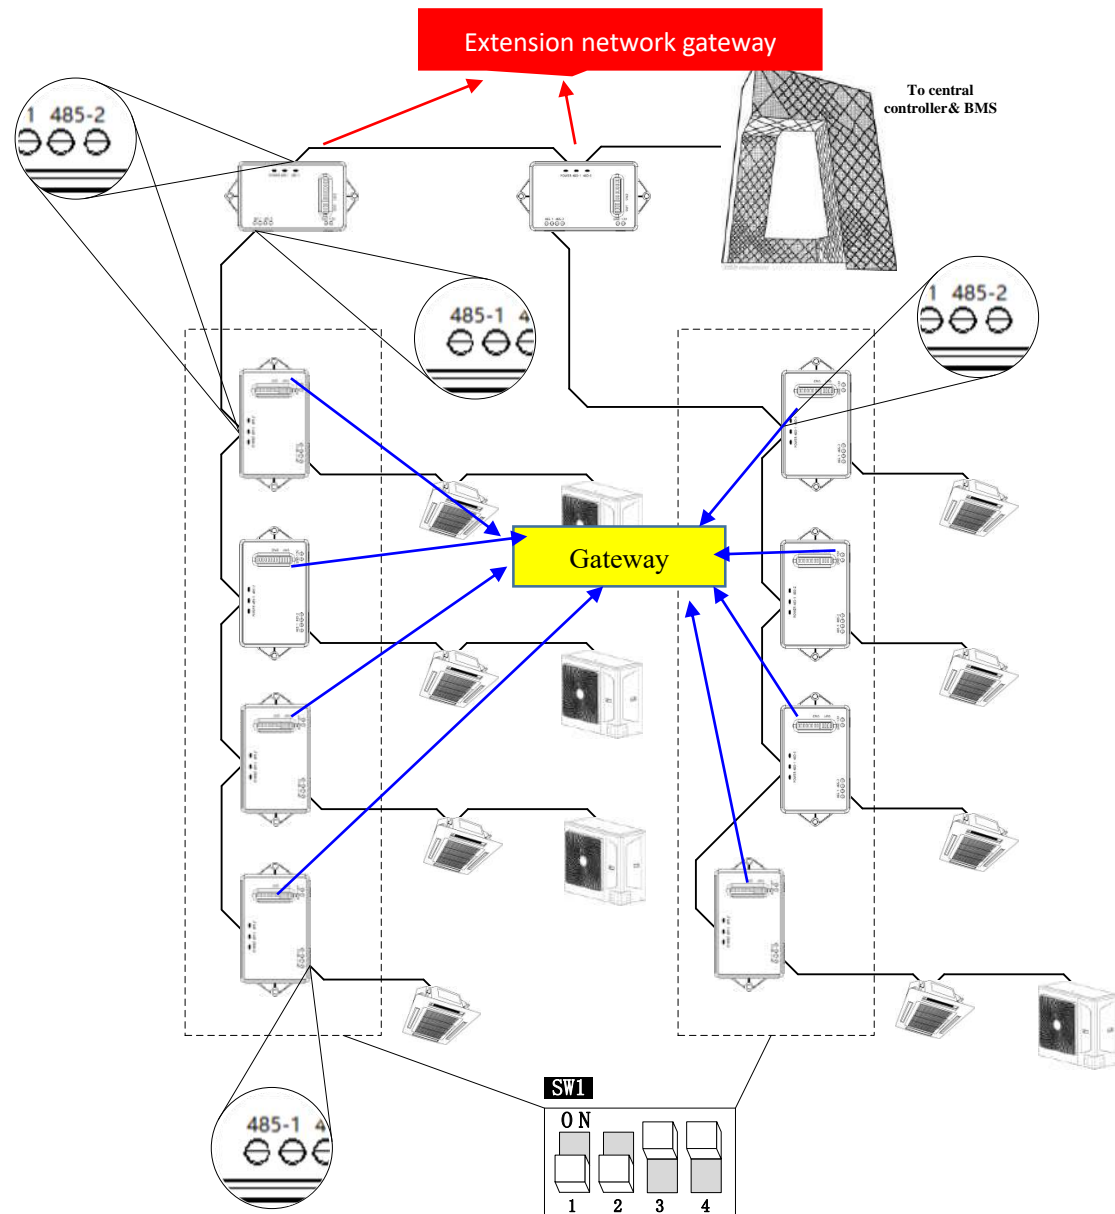 Extension network gateway
To central
controller& BMS
1 485-2
485-1 4
1 485-2
Gateway
485-1 4
SW1
ON
1 2 3 4